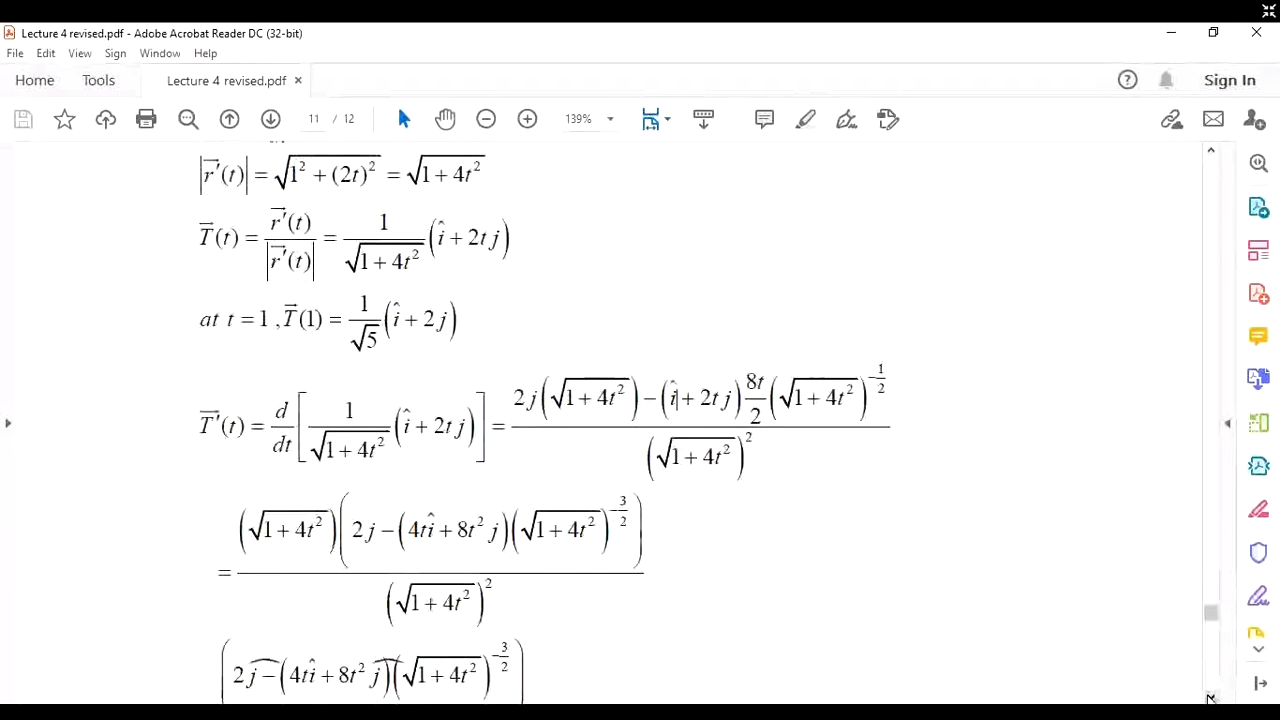 Lecture 4 revised.pdf - Adobe Acrobat Reader DC (32-bit)
File Edit View Sign Window Help
Home Tools Lecture 4 revised.pdf × Sign In
11 / 12 139%
|r⃗′(t)| = √(1² + (2t)²) = √(1 + 4t²)
T⃗(t) = r⃗′(t) / |r⃗′(t)| = 1/√(1 + 4t²) (î + 2t j)
at t = 1 , T⃗(1) = 1/√5 (î + 2 j)
T⃗′(t) = d/dt [ 1/√(1 + 4t²) (î + 2t j) ] = [ 2 j (√(1 + 4t²)) − (î + 2t j) 8t/2 (√(1 + 4t²))^(−1/2) ] / (√(1 + 4t²))²
= (√(1 + 4t²)) ( 2 j − (4t î + 8t² j)(√(1 + 4t²))^(−3/2) ) / (√(1 + 4t²))²
( 2 j − (4t î + 8t² j)(√(1 + 4t²))^(−3/2) )